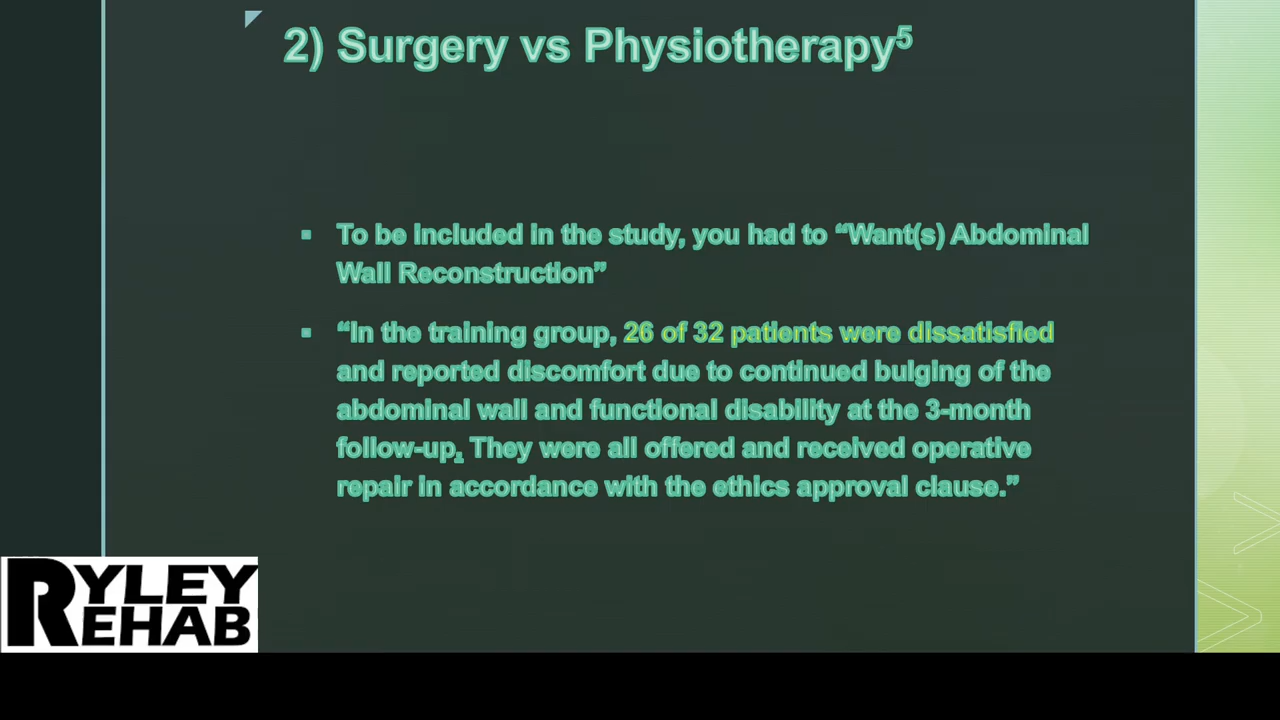 2) Surgery vs Physiotherapy⁵
▪ To be included in the study, you had to “Want(s) Abdominal
Wall Reconstruction”
▪ “In the training group, 26 of 32 patients were dissatisfied
and reported discomfort due to continued bulging of the
abdominal wall and functional disability at the 3-month
follow-up. They were all offered and received operative
repair in accordance with the ethics approval clause.”
RYLEY
REHAB